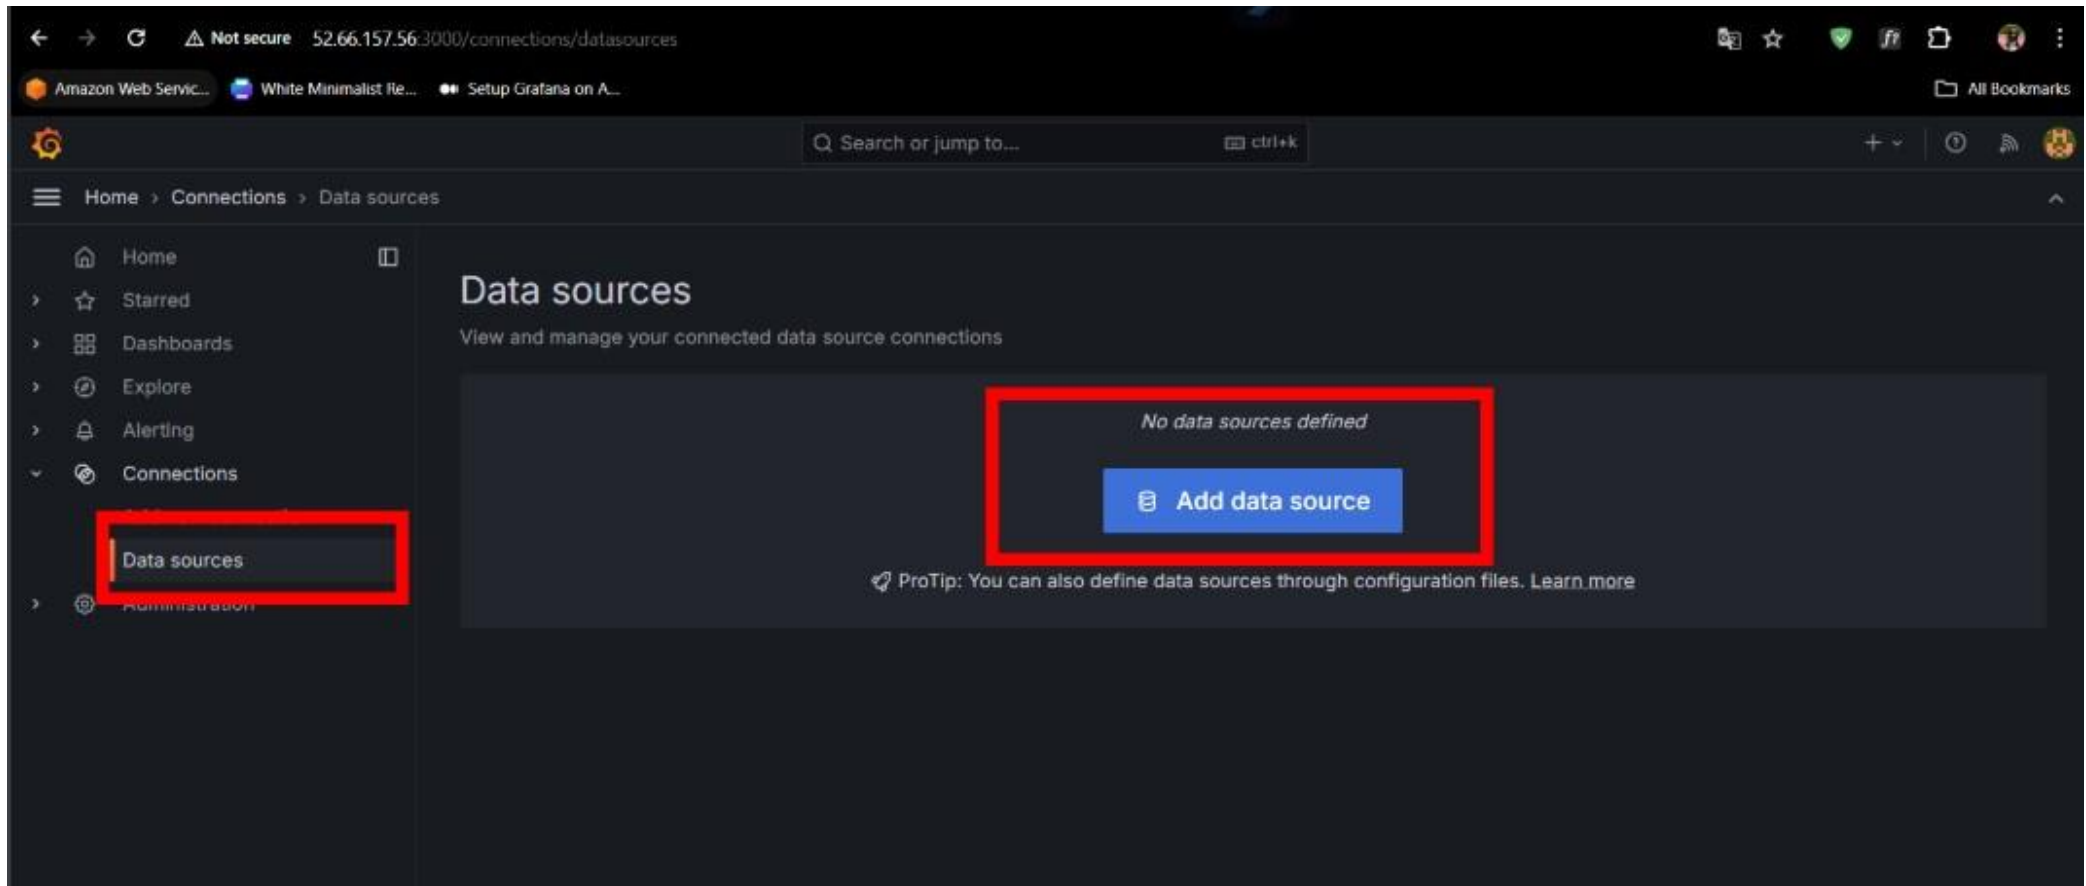 Not secure 52.66.157.56:3000/connections/datasources
Amazon Web Servic... White Minimalist Re... Setup Grafana on A...
All Bookmarks
Search or jump to... ctrl+k
Home › Connections › Data sources
Home
Starred
Dashboards
Explore
Alerting
Connections
Data sources
Administration
Data sources
View and manage your connected data source connections
No data sources defined
Add data source
ProTip: You can also define data sources through configuration files. Learn more